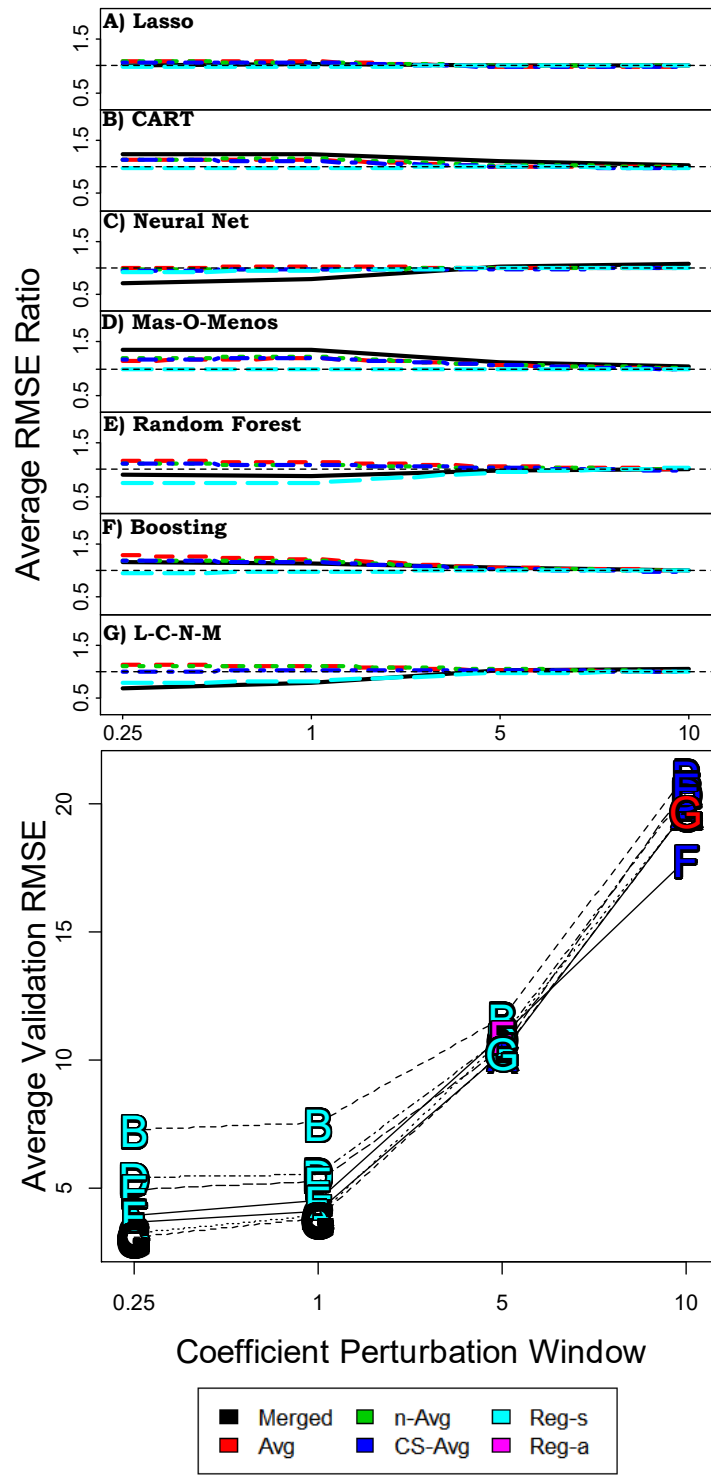 A) Lasso
1.5
0.5
B) CART
1.5
0.5
C) Neural Net
1.5
0.5
D) Mas-O-Menos
1.5
0.5
E) Random Forest
1.5
0.5
F) Boosting
1.5
0.5
G) L-C-N-M
1.5
0.5
Average RMSE Ratio
0.25 1 5 10
20
15
10
5
Average Validation RMSE
B
D
E
F
G
B
D
E
F
G
B
E
G
B
D
G
F
0.25 1 5 10
Coefficient Perturbation Window
Merged n-Avg Reg-s
Avg CS-Avg Reg-a